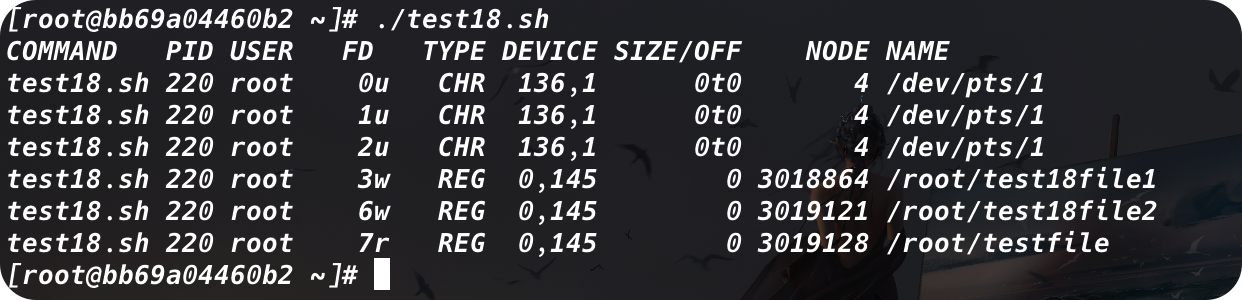 [root@bb69a04460b2 ~]# ./test18.sh
COMMAND   PID USER   FD   TYPE DEVICE SIZE/OFF    NODE NAME
test18.sh 220 root    0u   CHR  136,1      0t0       4 /dev/pts/1
test18.sh 220 root    1u   CHR  136,1      0t0       4 /dev/pts/1
test18.sh 220 root    2u   CHR  136,1      0t0       4 /dev/pts/1
test18.sh 220 root    3w   REG  0,145        0 3018864 /root/test18file1
test18.sh 220 root    6w   REG  0,145        0 3019121 /root/test18file2
test18.sh 220 root    7r   REG  0,145        0 3019128 /root/testfile
[root@bb69a04460b2 ~]#